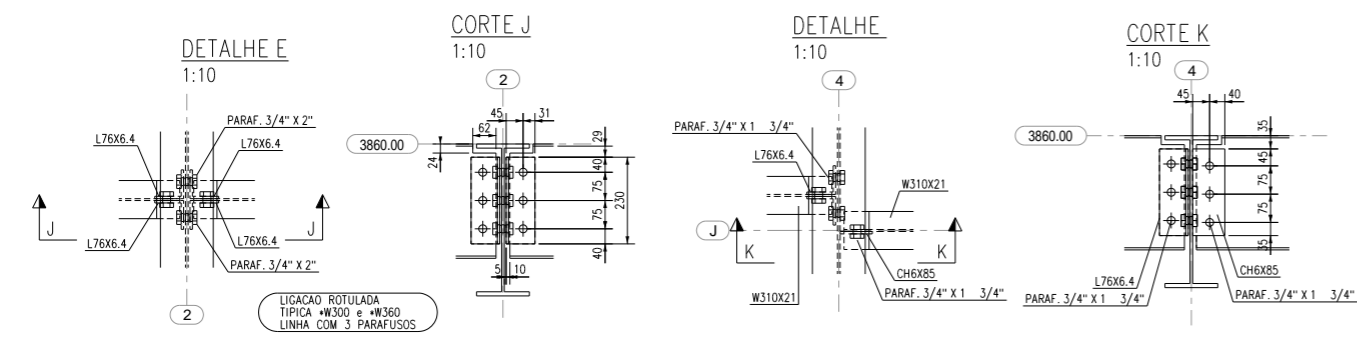 DETALHE E
1:10
2
PARAF. 3/4" X 2"
L76X6.4
L76X6.4
J
J
L76X6.4
L76X6.4
PARAF. 3/4" X 2"
2
LIGACAO ROTULADA
TIPICA *W300 e *W360
LINHA COM 3 PARAFUSOS
CORTE J
1:10
2
45
31
62
3860.00
24
29
40
75
75
40
230
5
10
DETALHE
1:10
4
PARAF. 3/4" X 1 3/4"
L76X6.4
W310X21
J
K
K
CH6X85
W310X21
PARAF. 3/4" X 1 3/4"
CORTE K
1:10
4
45
40
3860.00
35
45
75
75
35
L76X6.4
CH6X85
PARAF. 3/4" X 1 3/4"
PARAF. 3/4" X 1 3/4"